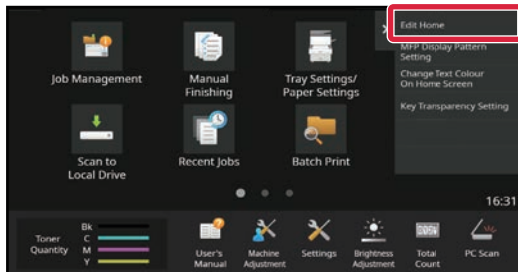 Job Management
Manual
Finishing
Tray Settings/
Paper Settings
Edit Home
MFP Display Pattern
Setting
Change Text Colour
On Home Screen
Key Transparency Setting
Scan to
Local Drive
Recent Jobs
Batch Print
16:31
Toner
Quantity
Bk
C
M
Y
User's
Manual
Machine
Adjustment
Settings
Brightness
Adjustment
Total
Count
PC Scan